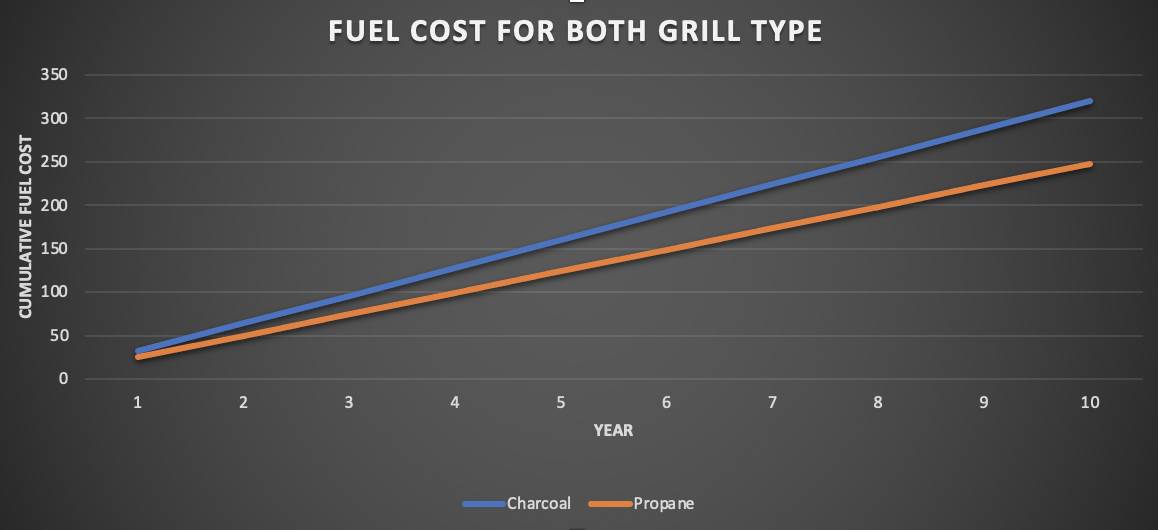 FUEL COST FOR BOTH GRILL TYPE
350
300
250
200
150
100
50
0
CUMULATIVE FUEL COST
1 2 3 4 5 6 7 8 9 10
YEAR
Charcoal Propane